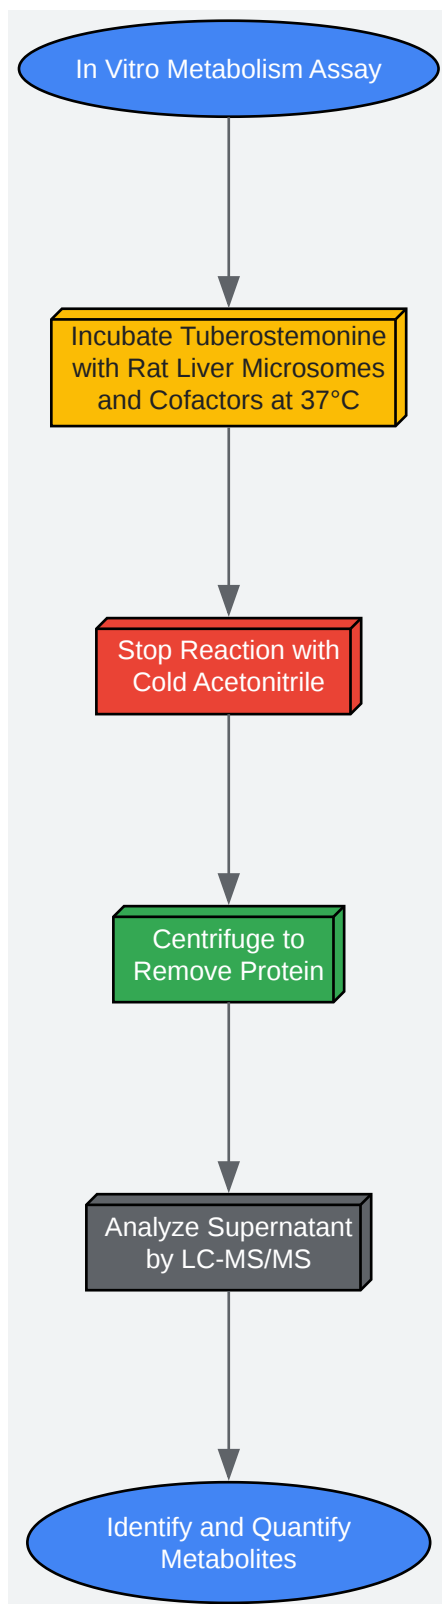 In Vitro Metabolism Assay
Incubate Tuberostemonine
with Rat Liver Microsomes
and Cofactors at 37°C
Stop Reaction with
Cold Acetonitrile
Centrifuge to
Remove Protein
Analyze Supernatant
by LC-MS/MS
Identify and Quantify
Metabolites